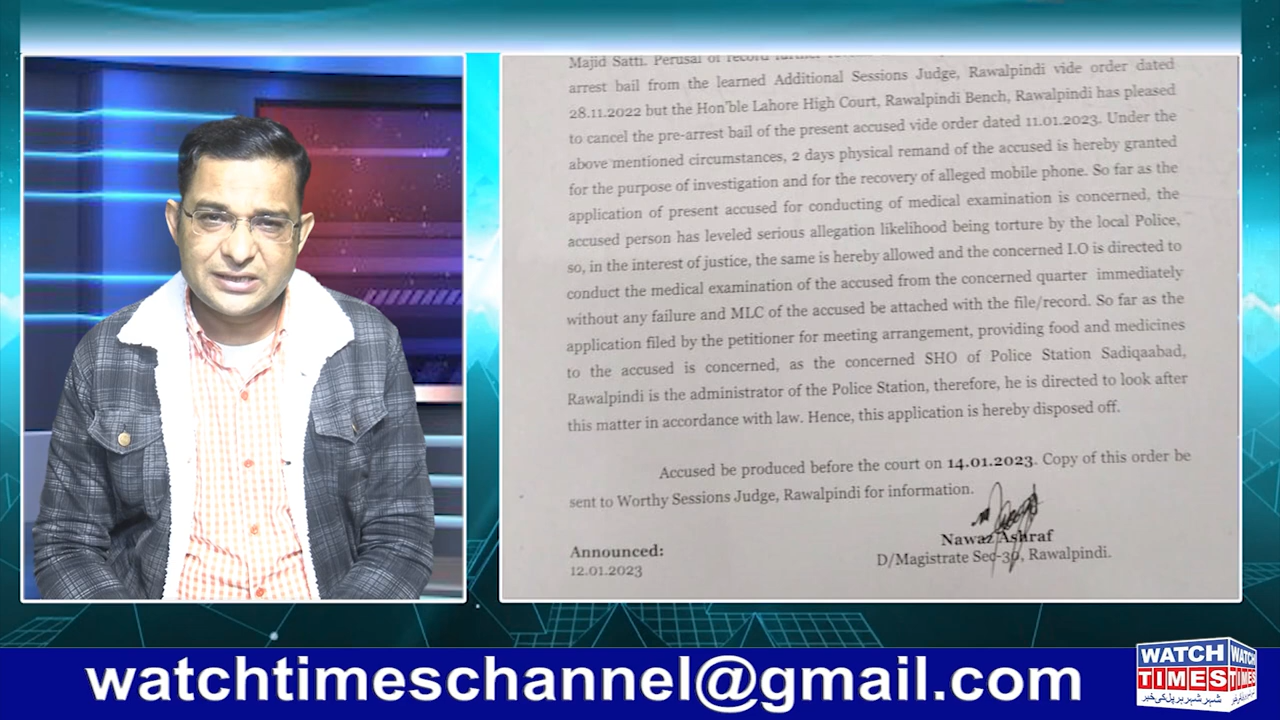 Majid Satti. Perusal of record further
arrest bail from the learned Additional Sessions Judge, Rawalpindi vide order dated
28.11.2022 but the Hon'ble Lahore High Court, Rawalpindi Bench, Rawalpindi has pleased
to cancel the pre-arrest bail of the present accused vide order dated 11.01.2023. Under the
above mentioned circumstances, 2 days physical remand of the accused is hereby granted
for the purpose of investigation and for the recovery of alleged mobile phone. So far as the
application of present accused for conducting of medical examination is concerned, the
accused person has leveled serious allegation likelihood being torture by the local Police,
so, in the interest of justice, the same is hereby allowed and the concerned I.O is directed to
conduct the medical examination of the accused from the concerned quarter immediately
without any failure and MLC of the accused be attached with the file/record. So far as the
application filed by the petitioner for meeting arrangement, providing food and medicines
to the accused is concerned, as the concerned SHO of Police Station Sadiqaabad,
Rawalpindi is the administrator of the Police Station, therefore, he is directed to look after
this matter in accordance with law. Hence, this application is hereby disposed off.
Accused be produced before the court on 14.01.2023. Copy of this order be
sent to Worthy Sessions Judge, Rawalpindi for information.
Nawaz Ashraf
D/Magistrate Sec-30, Rawalpindi.
Announced:
12.01.2023
watchtimeschannel@gmail.com
WATCH
TIMES
شہر شہر ہر پل کی خبر
WATCH
TIMES